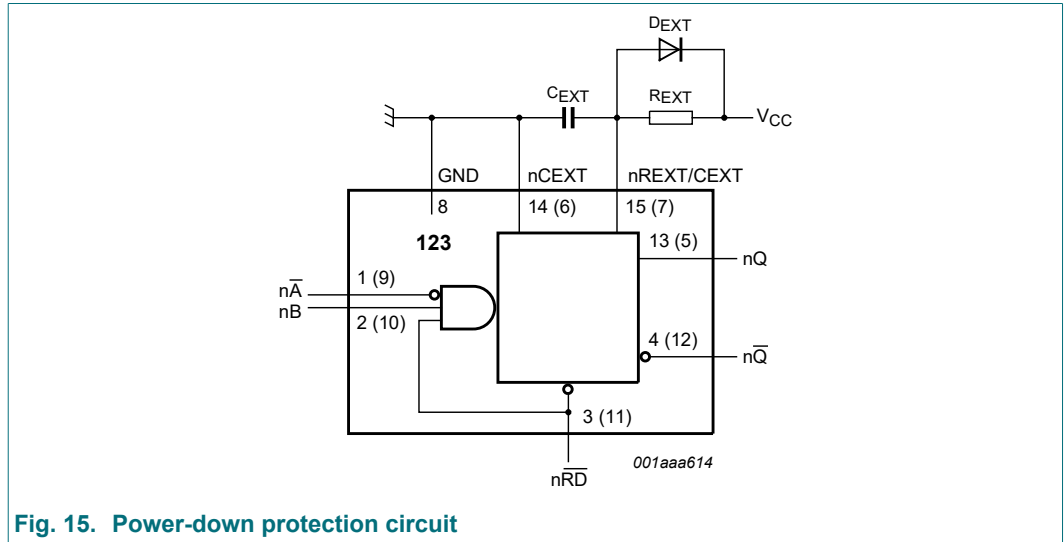 DEXT
CEXT
REXT
VCC
GND
nCEXT
nREXT/CEXT
8
14 (6)
15 (7)
123
13 (5)
nQ
1 (9)
nA̅
nB
2 (10)
4 (12)
nQ̅
3 (11)
001aaa614
nR̅D̅
Fig. 15. Power-down protection circuit